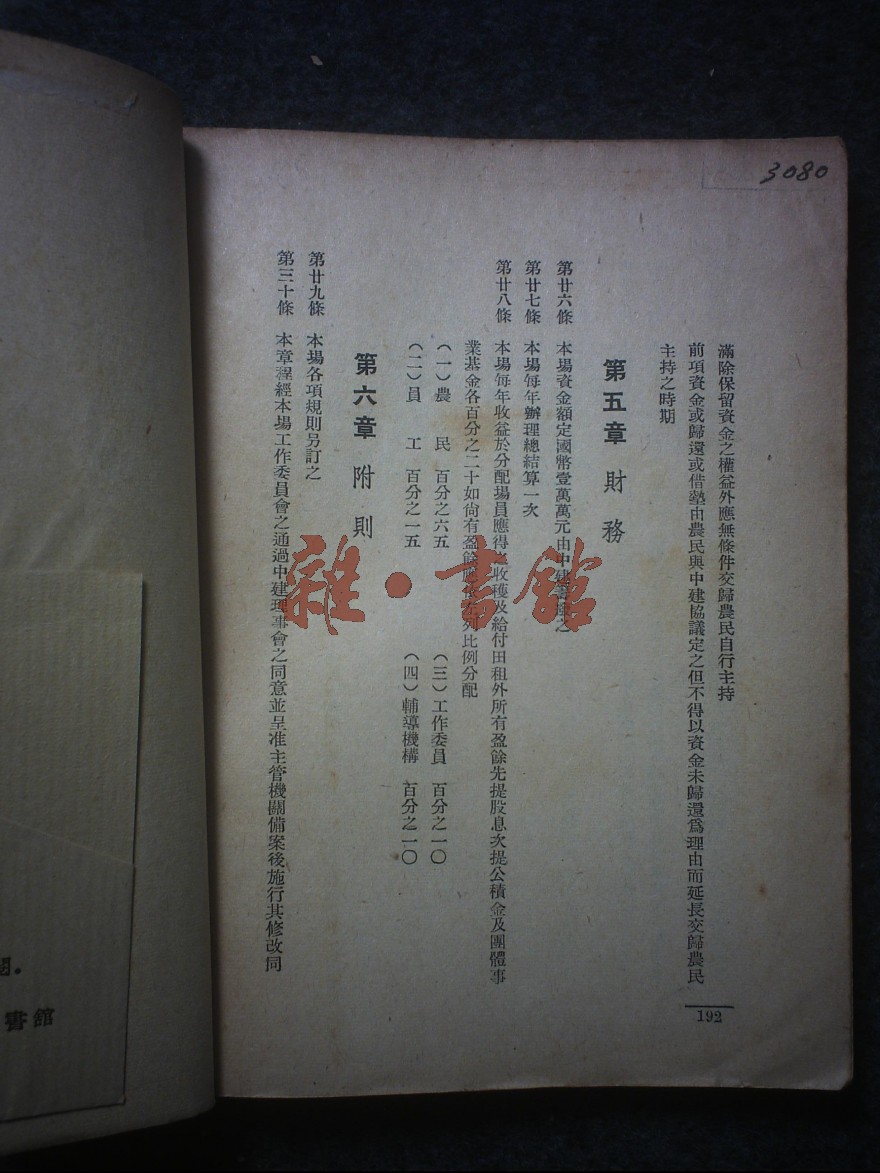 3080
滿除保留資金之權益外應無條件交歸農民自行主持
前項資金或歸還或借墊由農民與中建協議定之但不得以資金未歸還爲理由而延長交歸農民
主持之時期
第五章 財務
第廿六條 本場資金額定國幣壹萬萬元由中建籌之
第廿七條 本場每年辦理總結算一次
第廿八條 本場每年收益於分配場員應得 收穫及給付田租外所有盈餘先提股息次提公積金及團體事
業基金各百分之二十如尙有盈餘應依左列比例分配
(一)農 民 百分之六五 (三)工作委員 百分之一〇
(二)員 工 百分之一五 (四)輔導機構 百分之一〇
第六章 附則
第廿九條 本場各項規則另訂之
第三十條 本章程經本場工作委員會之通過中建理事會之同意並呈准主管機關備案後施行其修改同
192
書館
雜·書館